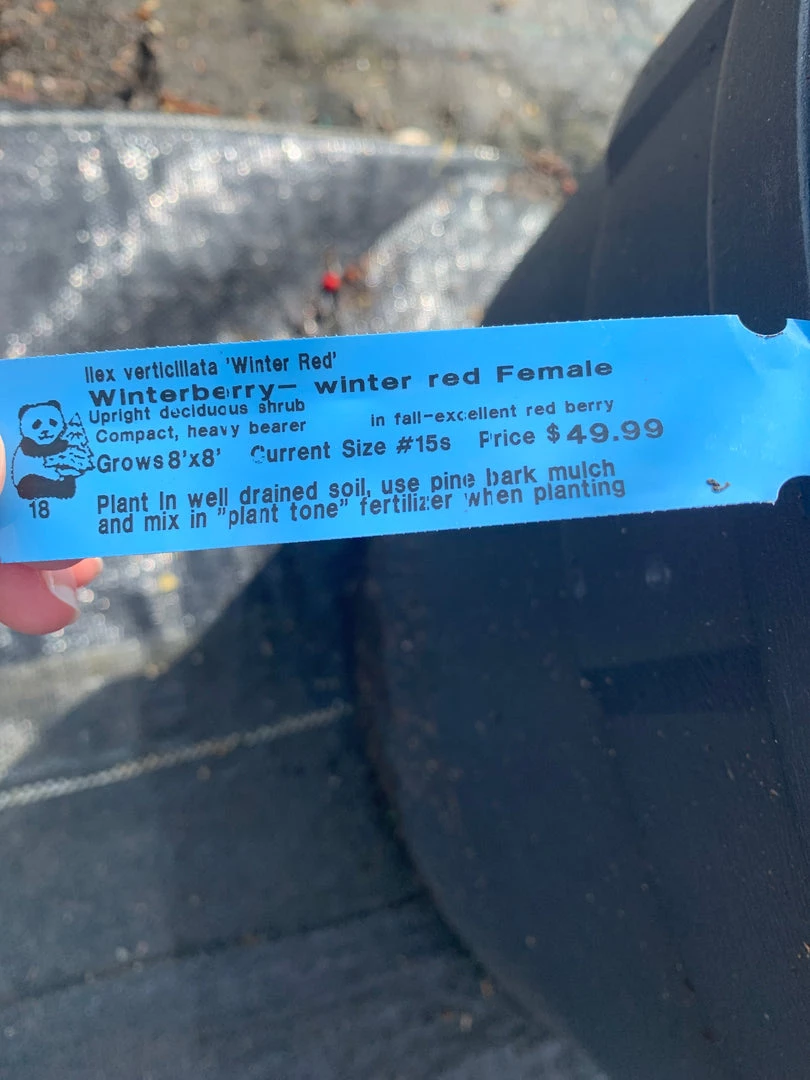 Ilex verticillata 'Winter Red'
Winterberry– winter red Female
Upright deciduous shrub
Compact, heavy bearer in fall-excellent red berry
Grows 8'x8' Current Size #15s Price $49.99
Plant in well drained soil, use pine bark mulch
and mix in "plant tone" fertilizer when planting
18